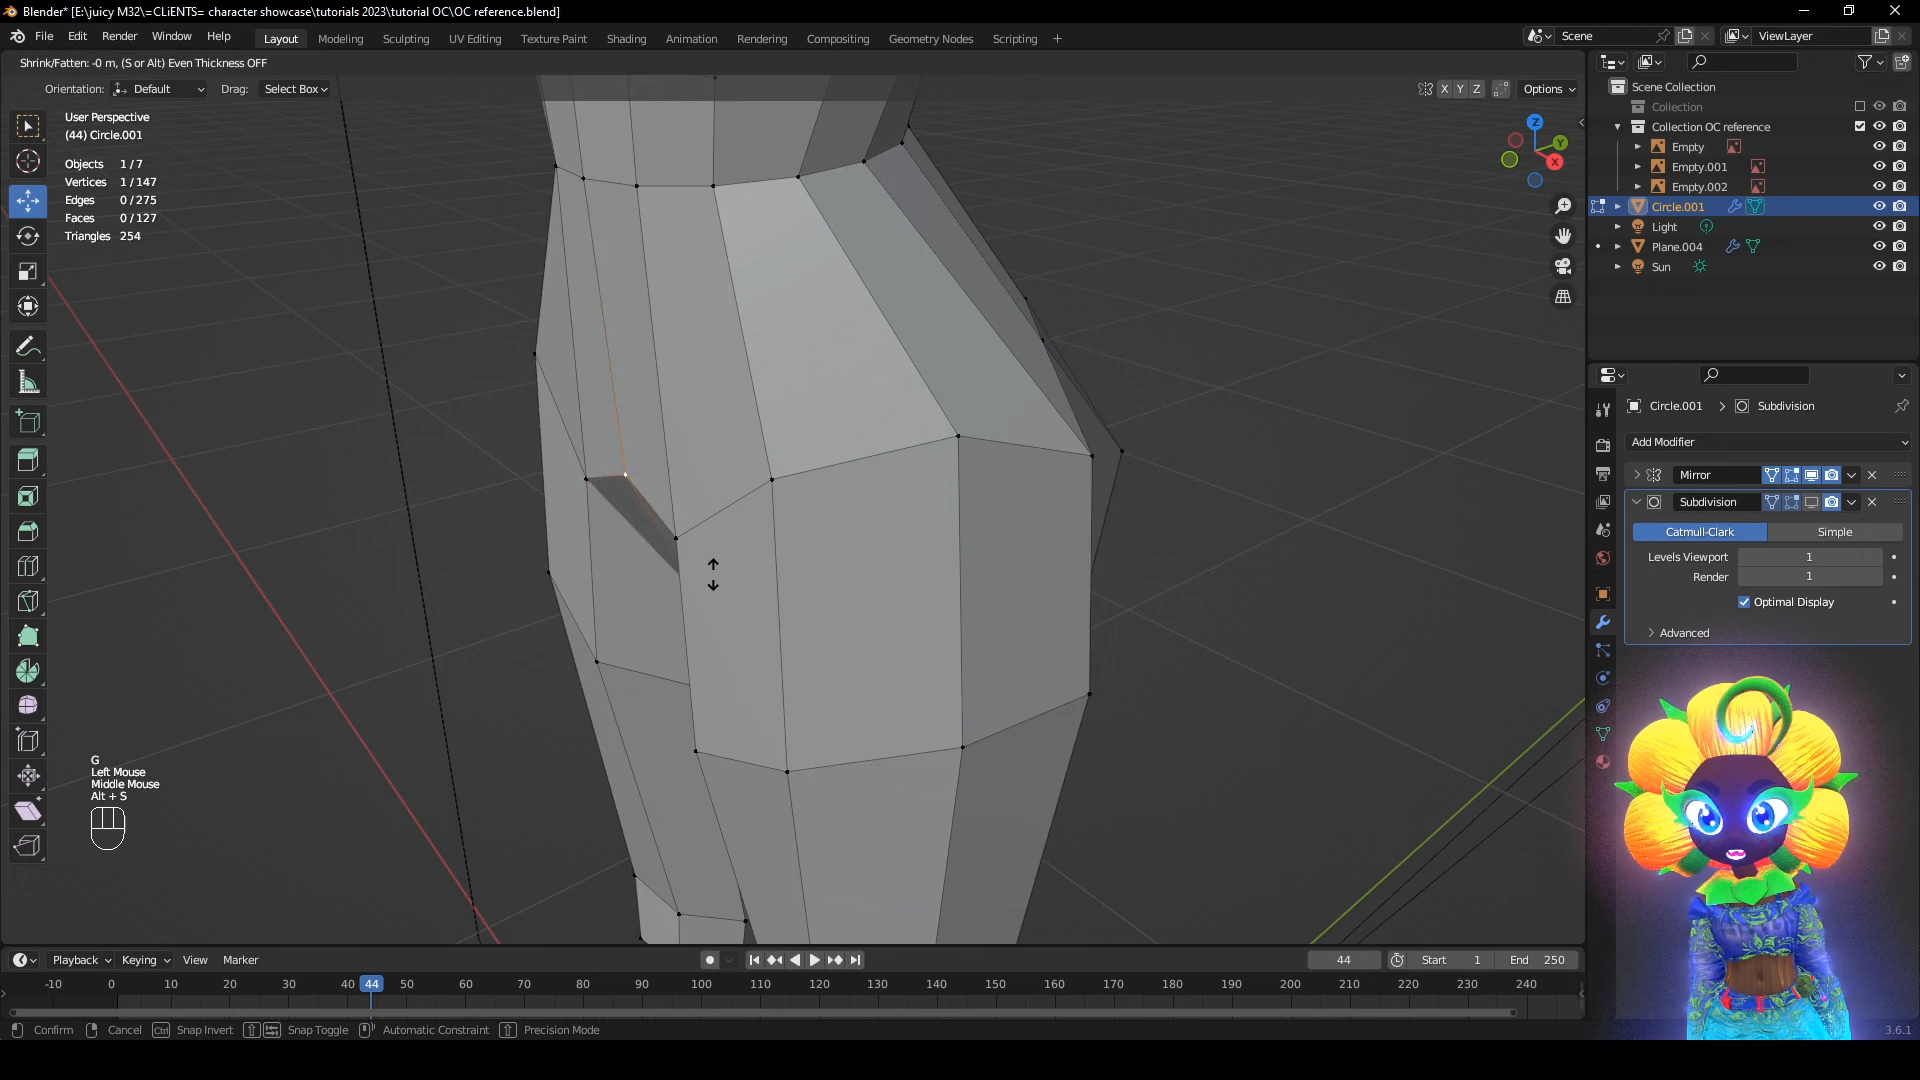 Blender* [E:\juicy M32\=CLiENTS= character showcase\tutorials 2023\tutorial OC\OC reference.blend]
File Edit Render Window Help Layout Modeling Sculpting UV Editing Texture Paint Shading Animation Rendering Compositing Geometry Nodes Scripting + Scene ViewLayer
Shrink/Fatten: -0 m, (S or Alt) Even Thickness OFF
Orientation: Default Drag: Select Box X Y Z Options
User Perspective
(44) Circle.001
Objects 1/7
Vertices 1/147
Edges 0/275
Faces 0/127
Triangles 254
Z
Y
X
Scene Collection
Collection
Collection OC reference
Empty
Empty.001
Empty.002
Circle.001
Light
Plane.004
Sun
Circle.001 > Subdivision
Add Modifier
Mirror
Subdivision
Catmull-Clark Simple
Levels Viewport 1
Render 1
Optimal Display
Advanced
G
Left Mouse
Middle Mouse
Alt + S
Playback Keying View Marker 44 Start 1 End 250
-10 0 10 20 30 40 44 50 60 70 80 90 100 110 120 130 140 150 160 170 180 190 200 210 220 230 240
Confirm Cancel Ctrl Snap Invert Snap Toggle Automatic Constraint Precision Mode 3.6.1